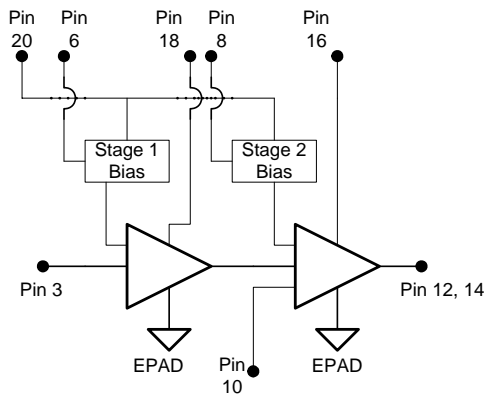 Pin 20
Pin 6
Pin 18
Pin 8
Pin 16
Stage 1
Bias
Stage 2
Bias
Pin 3
Pin 12, 14
EPAD
Pin 10
EPAD